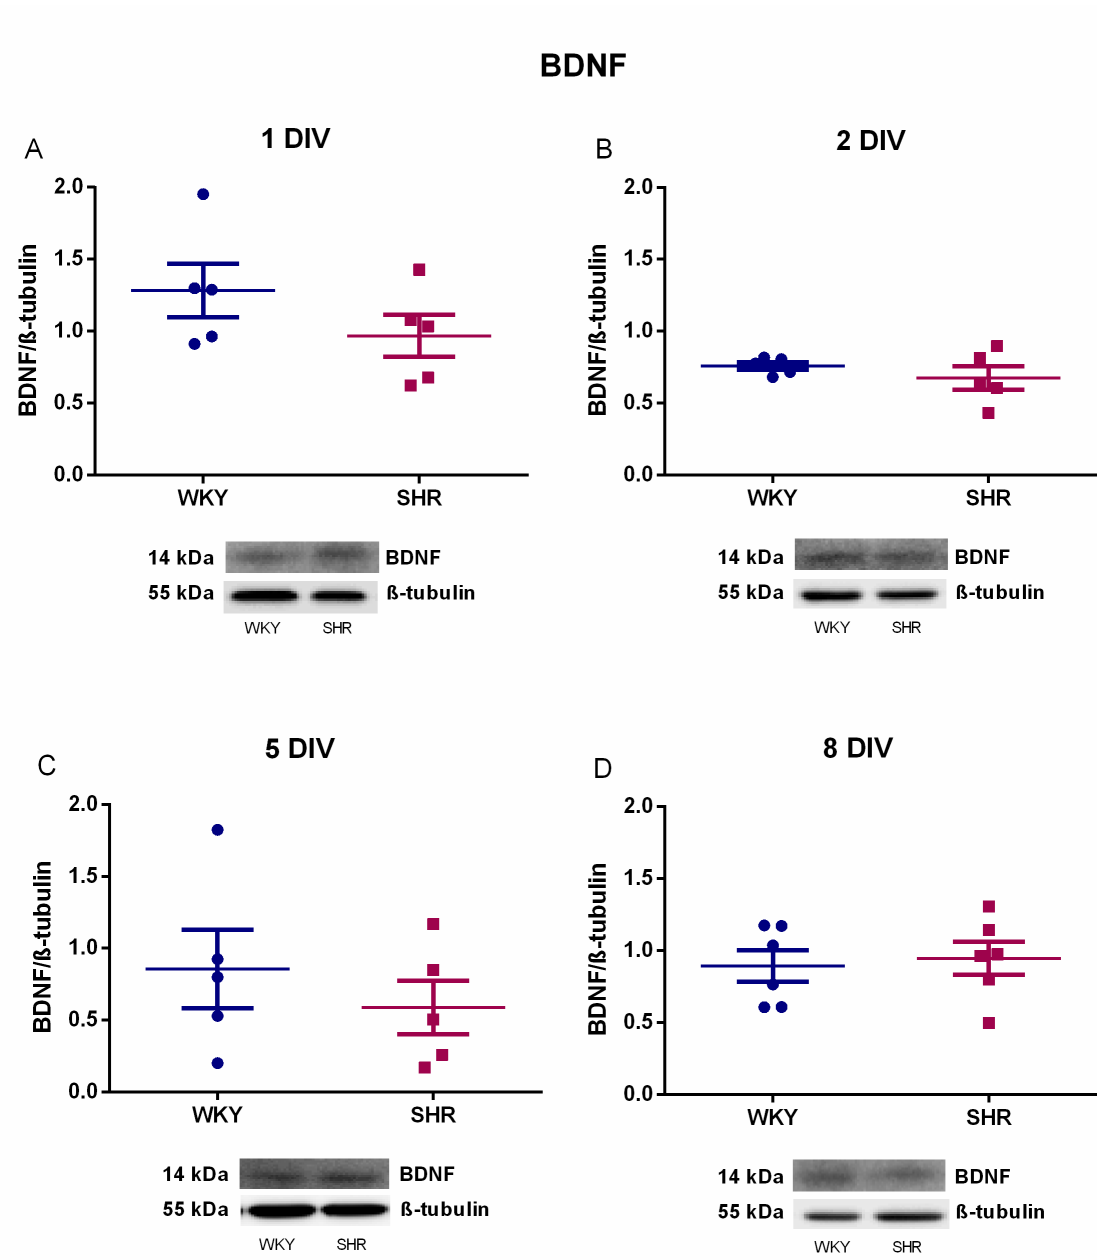 BDNF
A
1 DIV
2.0
1.5
1.0
0.5
0.0
BDNF/ß-tubulin
WKY
SHR
14 kDa
BDNF
55 kDa
ß-tubulin
WKY
SHR
B
2 DIV
2.0
1.5
1.0
0.5
0.0
BDNF/ß-tubulin
WKY
SHR
14 kDa
BDNF
55 kDa
ß-tubulin
WKY
SHR
C
5 DIV
2.0
1.5
1.0
0.5
0.0
BDNF/ß-tubulin
WKY
SHR
14 kDa
BDNF
55 kDa
ß-tubulin
WKY
SHR
D
8 DIV
2.0
1.5
1.0
0.5
0.0
BDNF/ß-tubulin
WKY
SHR
14 kDa
BDNF
55 kDa
ß-tubulin
WKY
SHR